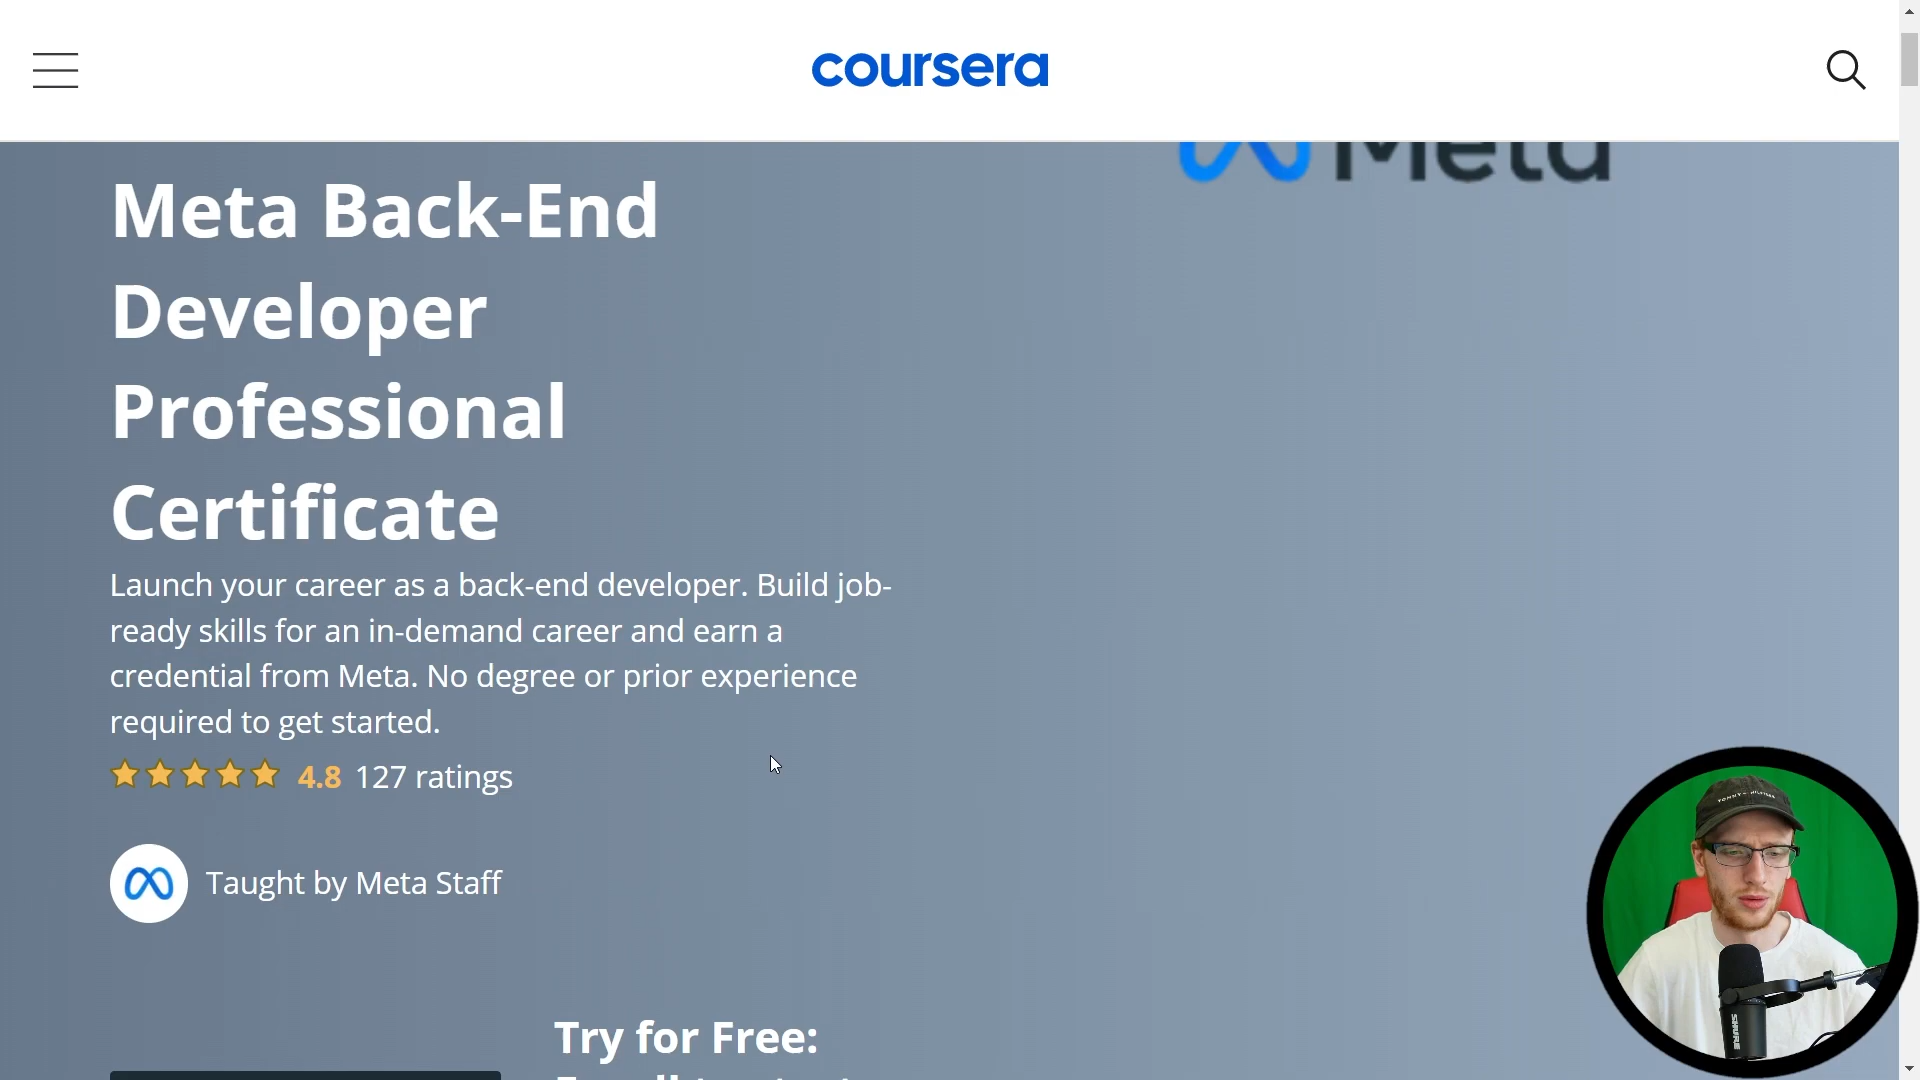 coursera
Meta
Meta Back-End
Developer
Professional
Certificate
Launch your career as a back-end developer. Build job-
ready skills for an in-demand career and earn a
credential from Meta. No degree or prior experience
required to get started.
4.8 127 ratings
Taught by Meta Staff
Try for Free:
SHURE